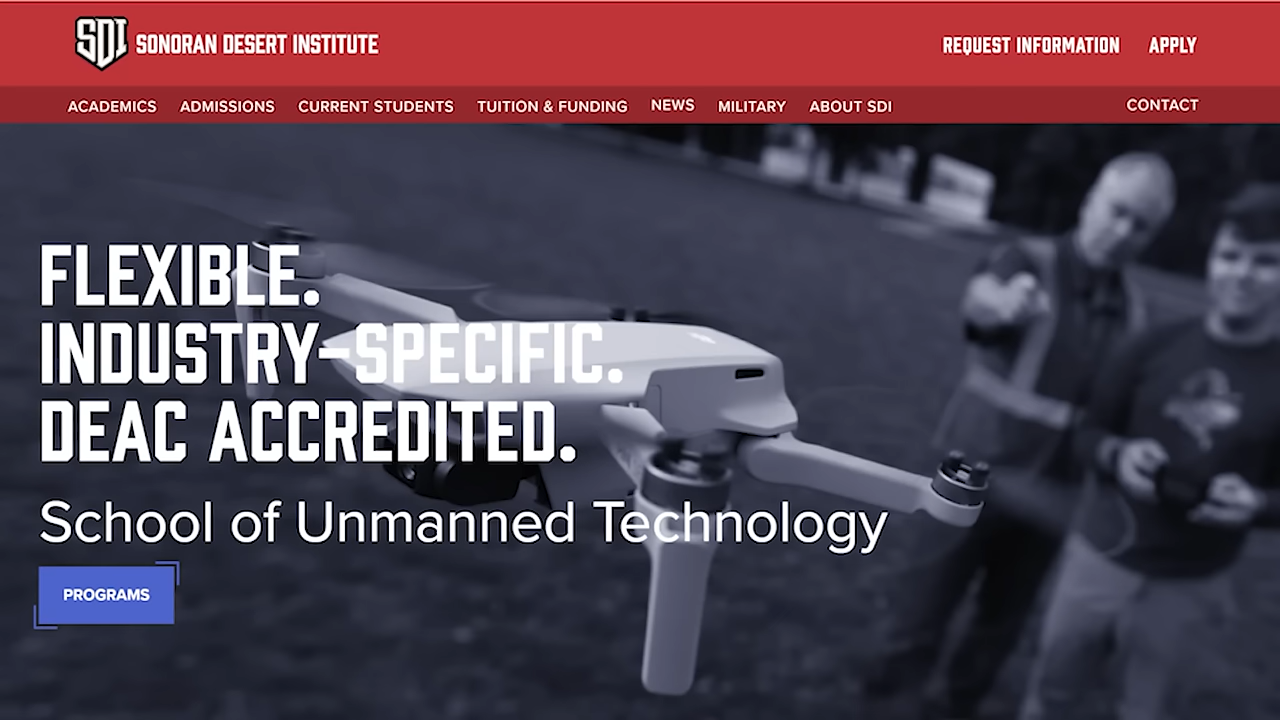 SDI SONORAN DESERT INSTITUTE
REQUEST INFORMATION APPLY
ACADEMICS ADMISSIONS CURRENT STUDENTS TUITION & FUNDING NEWS MILITARY ABOUT SDI CONTACT
FLEXIBLE.
INDUSTRY-SPECIFIC.
DEAC ACCREDITED.
School of Unmanned Technology
PROGRAMS